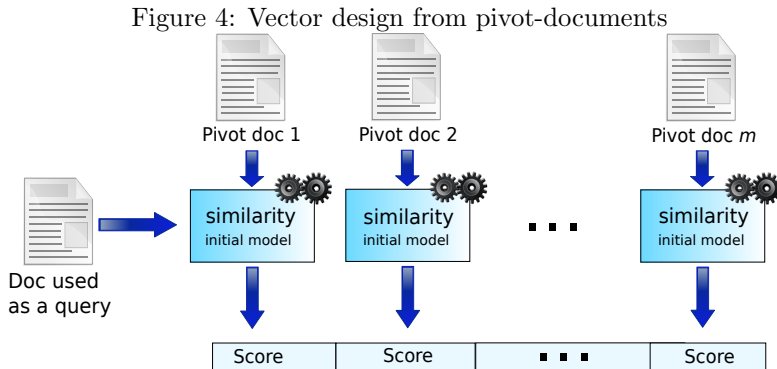 Figure 4: Vector design from pivot-documents
Pivot doc 1
Pivot doc 2
Pivot doc m
similarity
initial model
similarity
initial model
similarity
initial model
Doc used
as a query
Score
Score
Score